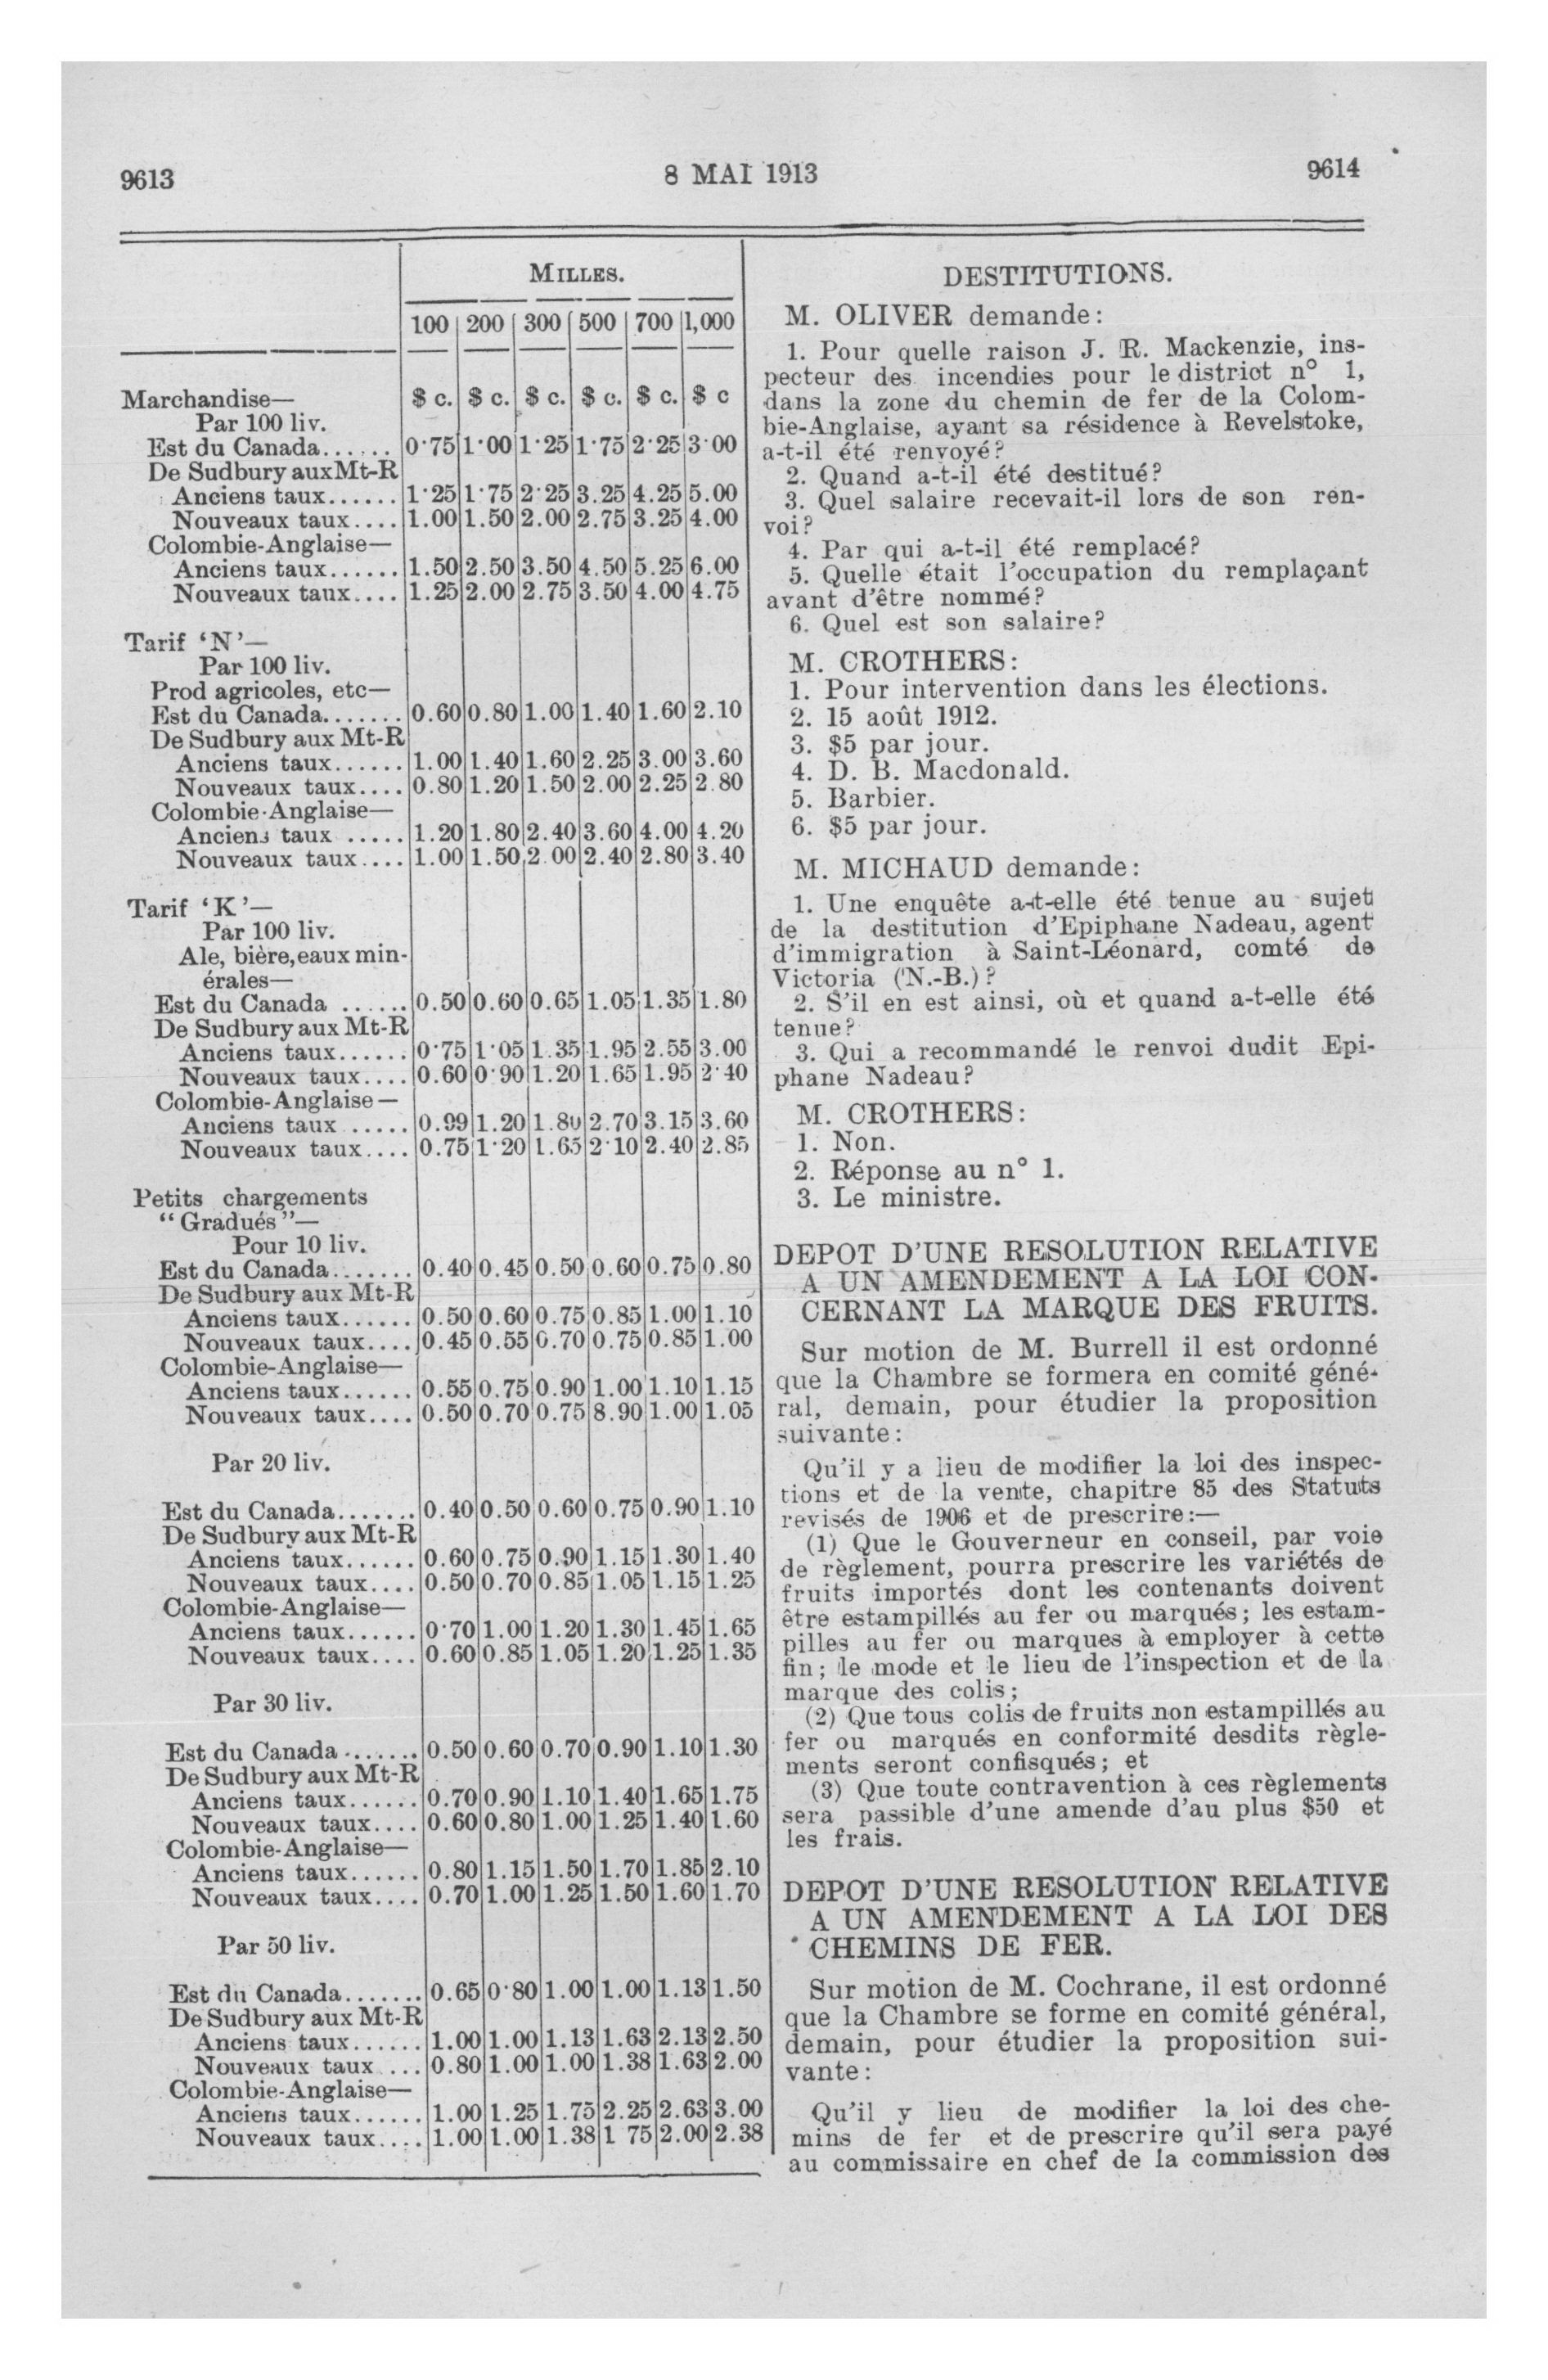 9613
8 MAI 1913
9614
MILLES.
100 200 300 500 700 1,000
Marchandise— $ c. $ c. $ c. $ c. $ c. $ c
Par 100 liv.
Est du Canada...... 0·75 1·00 1·25 1·75 2·25 3·00
De Sudbury aux Mt-R
Anciens taux...... 1·25 1·75 2·25 3.25 4.25 5.00
Nouveaux taux.... 1.00 1.50 2.00 2.75 3.25 4.00
Colombie-Anglaise—
Anciens taux...... 1.50 2.50 3.50 4.50 5.25 6.00
Nouveaux taux.... 1.25 2.00 2.75 3.50 4.00 4.75
Tarif ‘N’—
Par 100 liv.
Prod agricoles, etc—
Est du Canada....... 0.60 0.80 1.00 1.40 1.60 2.10
De Sudbury aux Mt-R
Anciens taux...... 1.00 1.40 1.60 2.25 3.00 3.60
Nouveaux taux.... 0.80 1.20 1.50 2.00 2.25 2.80
Colombie-Anglaise—
Anciens taux ..... 1.20 1.80 2.40 3.60 4.00 4.20
Nouveaux taux.... 1.00 1.50 2.00 2.40 2.80 3.40
Tarif ‘K’—
Par 100 liv.
Ale, bière, eaux min-
érales—
Est du Canada ...... 0.50 0.60 0.65 1.05 1.35 1.80
De Sudbury aux Mt-R
Anciens taux...... 0·75 1·05 1.35 1.95 2.55 3.00
Nouveaux taux.... 0.60 0·90 1.20 1.65 1.95 2·40
Colombie-Anglaise—
Anciens taux ..... 0.99 1.20 1.80 2.70 3.15 3.60
Nouveaux taux.... 0.75 1·20 1.65 2·10 2.40 2.85
Petits chargements
“Gradués”—
Pour 10 liv.
Est du Canada....... 0.40 0.45 0.50 0.60 0.75 0.80
De Sudbury aux Mt-R
Anciens taux...... 0.50 0.60 0.75 0.85 1.00 1.10
Nouveaux taux.... 0.45 0.55 0.70 0.75 0.85 1.00
Colombie-Anglaise—
Anciens taux...... 0.55 0.75 0.90 1.00 1.10 1.15
Nouveaux taux.... 0.50 0.70 0.75 8.90 1.00 1.05
Par 20 liv.
Est du Canada....... 0.40 0.50 0.60 0.75 0.90 1.10
De Sudbury aux Mt-R
Anciens taux...... 0.60 0.75 0.90 1.15 1.30 1.40
Nouveaux taux.... 0.50 0.70 0.85 1.05 1.15 1.25
Colombie-Anglaise—
Anciens taux...... 0·70 1.00 1.20 1.30 1.45 1.65
Nouveaux taux.... 0.60 0.85 1.05 1.20 1.25 1.35
Par 30 liv.
Est du Canada ....... 0.50 0.60 0.70 0.90 1.10 1.30
De Sudbury aux Mt-R
Anciens taux...... 0.70 0.90 1.10 1.40 1.65 1.75
Nouveaux taux.... 0.60 0.80 1.00 1.25 1.40 1.60
Colombie-Anglaise—
Anciens taux...... 0.80 1.15 1.50 1.70 1.85 2.10
Nouveaux taux.... 0.70 1.00 1.25 1.50 1.60 1.70
Par 50 liv.
Est du Canada....... 0.65 0·80 1.00 1.00 1.13 1.50
De Sudbury aux Mt-R
Anciens taux...... 1.00 1.00 1.13 1.63 2.13 2.50
Nouveaux taux .... 0.80 1.00 1.00 1.38 1.63 2.00
Colombie-Anglaise—
Anciens taux...... 1.00 1.25 1.75 2.25 2.63 3.00
Nouveaux taux.... 1.00 1.00 1.38 1 75 2.00 2.38
DESTITUTIONS.
M. OLIVER demande:
1. Pour quelle raison J. R. Mackenzie, ins-
pecteur des incendies pour le district n° 1,
dans la zone du chemin de fer de la Colom-
bie-Anglaise, ayant sa résidence à Revelstoke,
a-t-il été renvoyé?
2. Quand a-t-il été destitué?
3. Quel salaire recevait-il lors de son ren-
voi?
4. Par qui a-t-il été remplacé?
5. Quelle était l'occupation du remplaçant
avant d'être nommé?
6. Quel est son salaire?
M. CROTHERS:
1. Pour intervention dans les élections.
2. 15 août 1912.
3. $5 par jour.
4. D. B. Macdonald.
5. Barbier.
6. $5 par jour.
M. MICHAUD demande:
1. Une enquête a-t-elle été tenue au sujet
de la destitution d'Epiphane Nadeau, agent
d'immigration à Saint-Léonard, comté de
Victoria (N.-B.)?
2. S'il en est ainsi, où et quand a-t-elle été
tenue?
3. Qui a recommandé le renvoi dudit Epi-
phane Nadeau?
M. CROTHERS:
1. Non.
2. Réponse au n° 1.
3. Le ministre.
DEPOT D'UNE RESOLUTION RELATIVE
A UN AMENDEMENT A LA LOI CON-
CERNANT LA MARQUE DES FRUITS.
Sur motion de M. Burrell il est ordonné
que la Chambre se formera en comité géné-
ral, demain, pour étudier la proposition
suivante:
Qu'il y a lieu de modifier la loi des inspec-
tions et de la vente, chapitre 85 des Statuts
revisés de 1906 et de prescrire:—
(1) Que le Gouverneur en conseil, par voie
de règlement, pourra prescrire les variétés de
fruits importés dont les contenants doivent
être estampillés au fer ou marqués; les estam-
pilles au fer ou marques à employer à cette
fin; le mode et le lieu de l'inspection et de la
marque des colis;
(2) Que tous colis de fruits non estampillés au
fer ou marqués en conformité desdits règle-
ments seront confisqués; et
(3) Que toute contravention à ces règlements
sera passible d'une amende d'au plus $50 et
les frais.
DEPOT D'UNE RESOLUTION RELATIVE
A UN AMENDEMENT A LA LOI DES
CHEMINS DE FER.
Sur motion de M. Cochrane, il est ordonné
que la Chambre se forme en comité général,
demain, pour étudier la proposition sui-
vante:
Qu'il y lieu de modifier la loi des che-
mins de fer et de prescrire qu'il sera payé
au commissaire en chef de la commission des